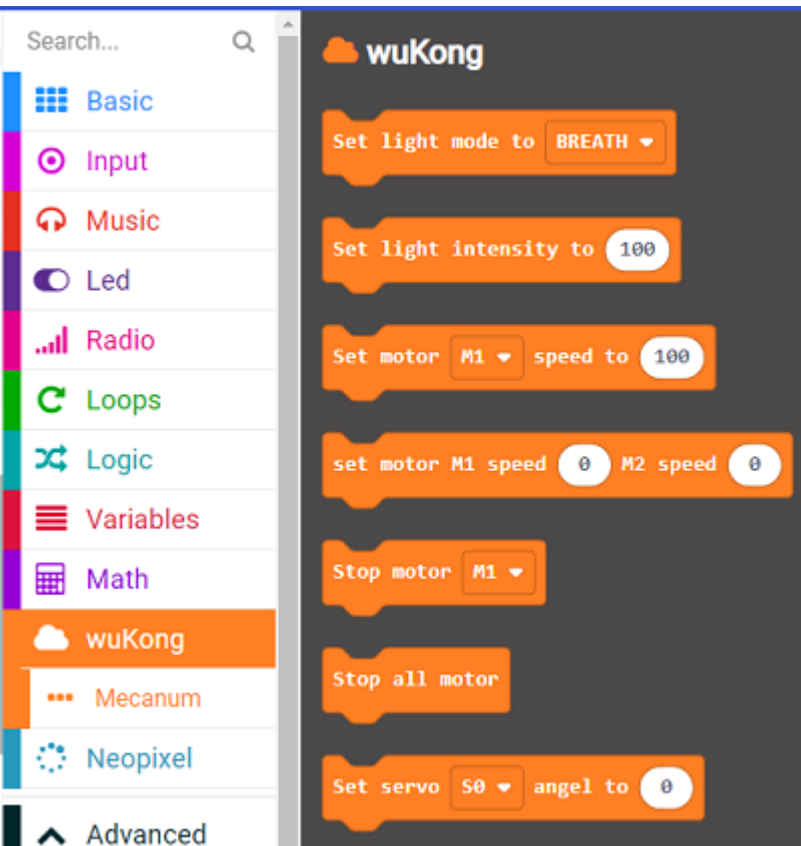 Search...
Basic
Input
Music
Led
Radio
Loops
Logic
Variables
Math
wuKong
Mecanum
Neopixel
Advanced
wuKong
Set light mode to BREATH
Set light intensity to 100
Set motor M1 speed to 100
set motor M1 speed 0 M2 speed 0
Stop motor M1
Stop all motor
Set servo S0 angel to 0